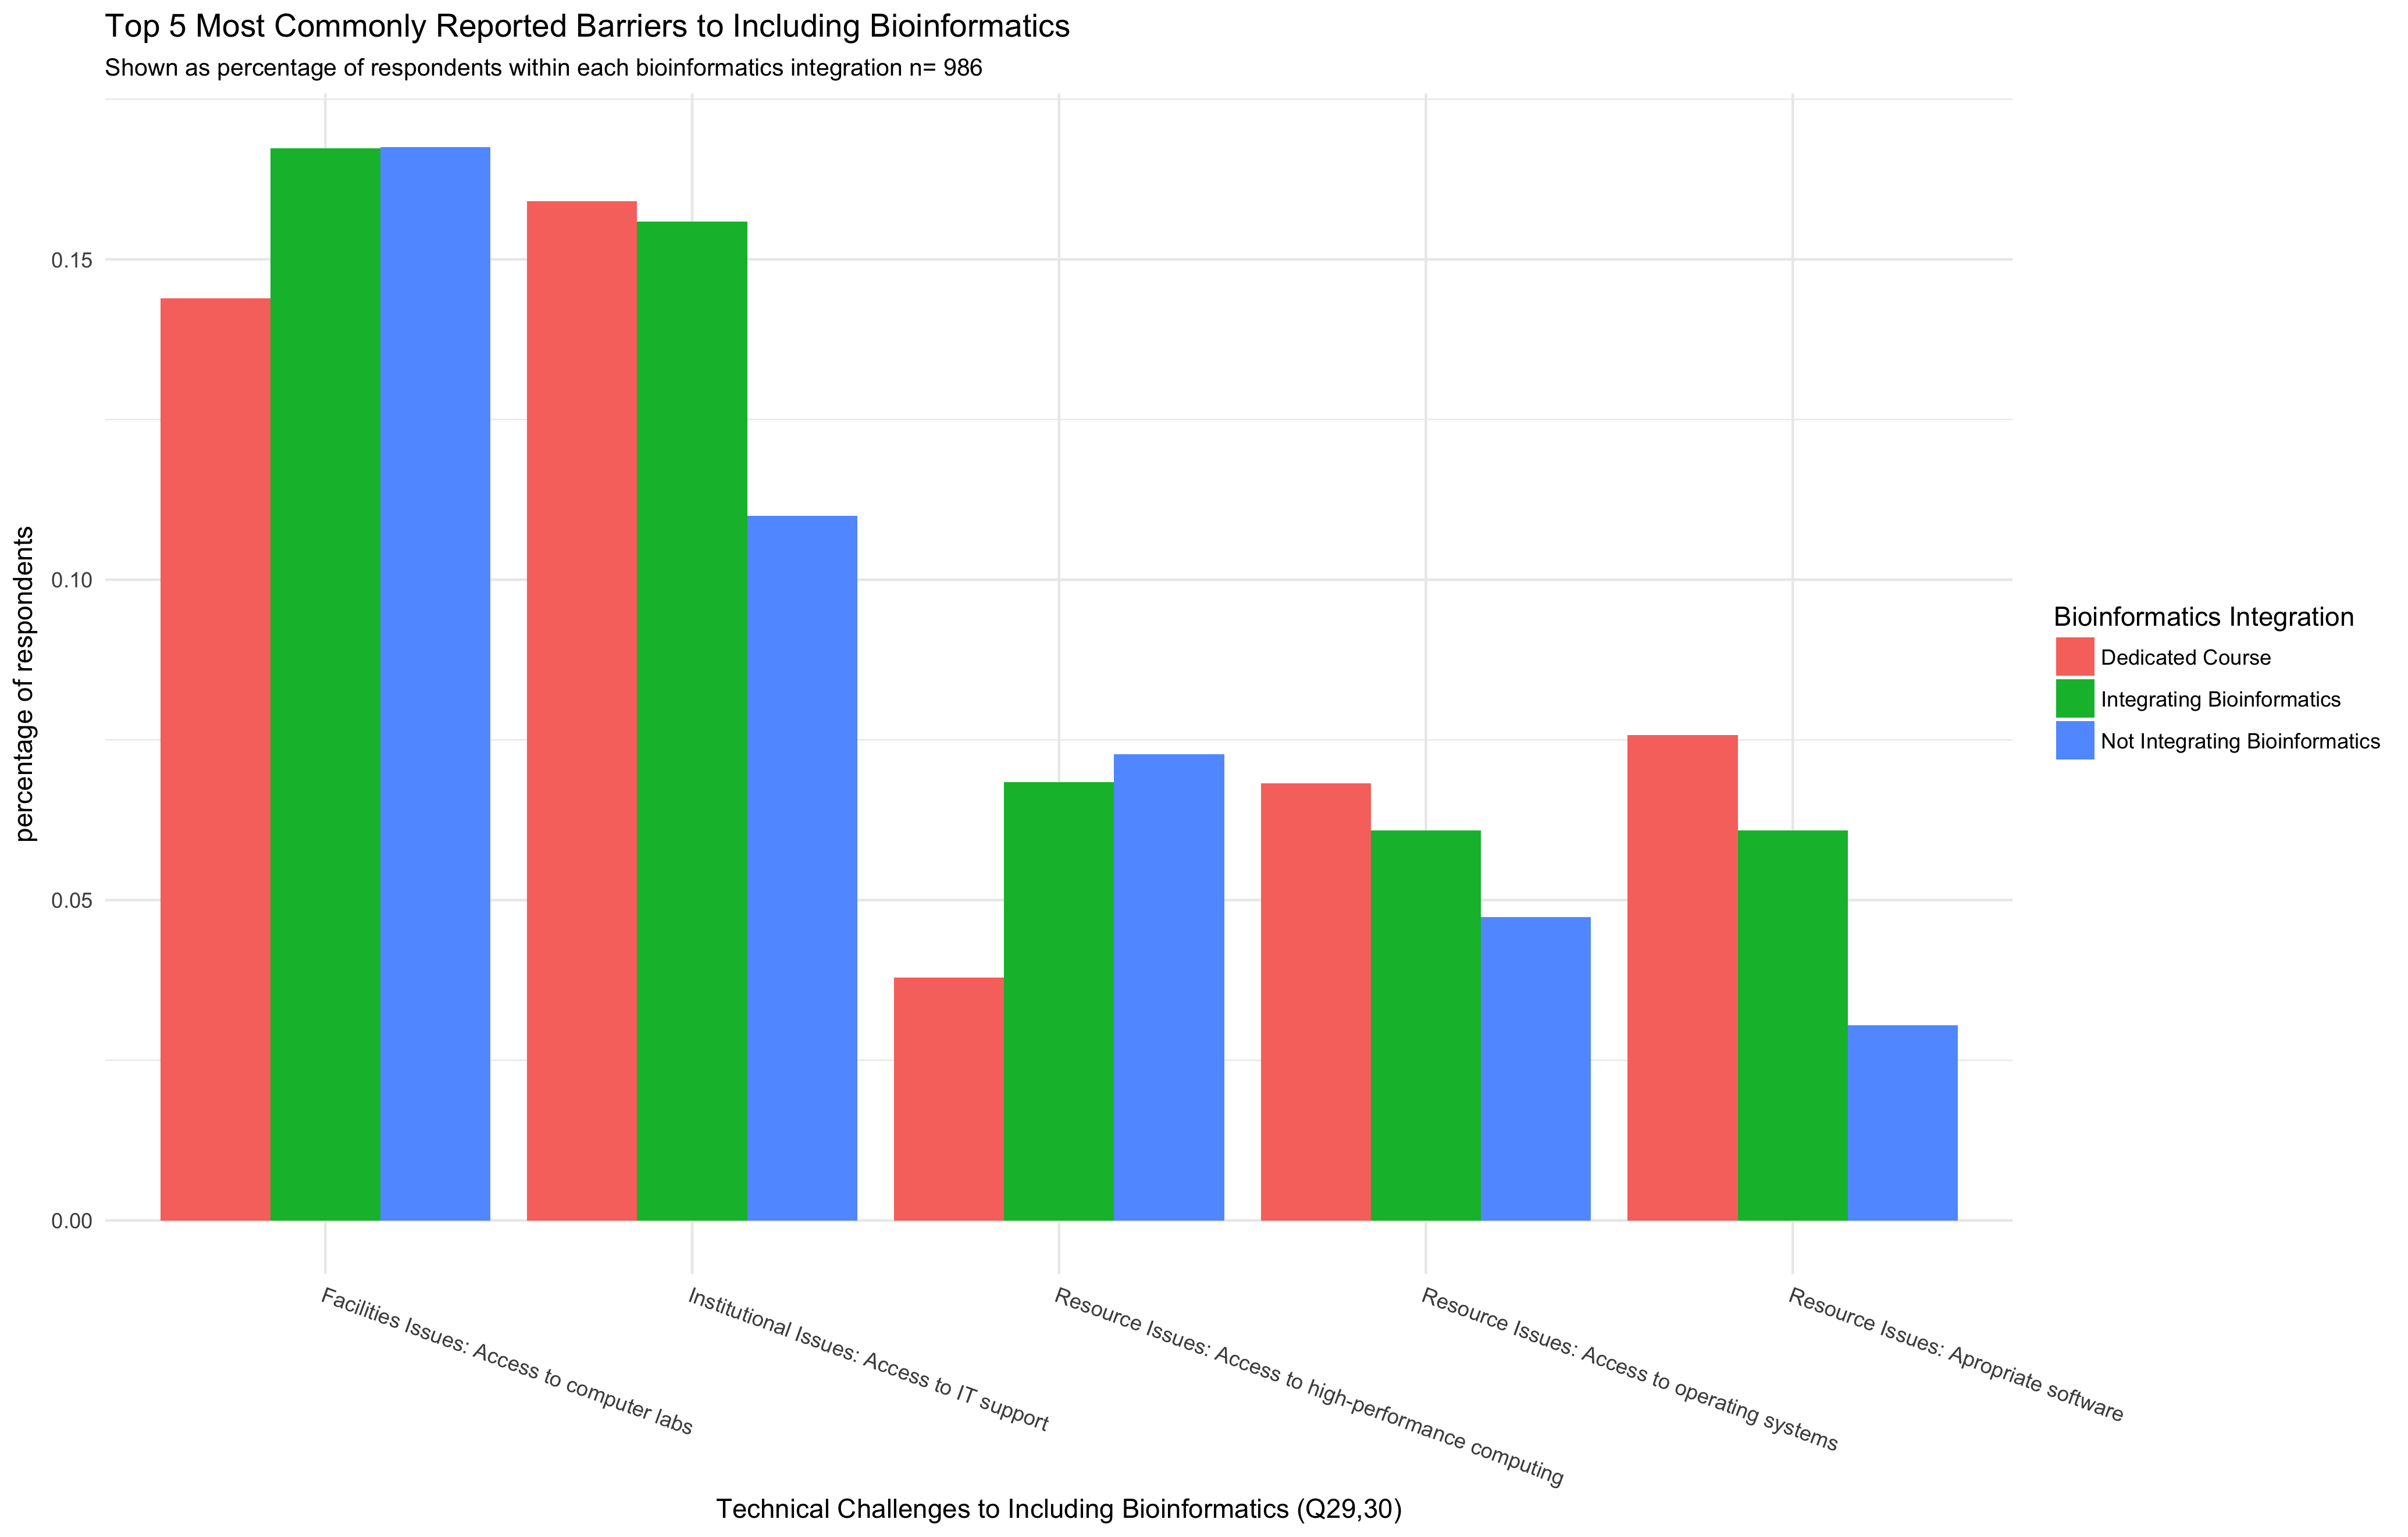 Top 5 Most Commonly Reported Barriers to Including Bioinformatics
Shown as percentage of respondents within each bioinformatics integration n= 986
percentage of respondents
0.15
0.10
0.05
0.00
Facilities Issues: Access to computer labs
Institutional Issues: Access to IT support
Resource Issues: Access to high-performance computing
Resource Issues: Access to operating systems
Resource Issues: Apropriate software
Technical Challenges to Including Bioinformatics (Q29,30)
Bioinformatics Integration
Dedicated Course
Integrating Bioinformatics
Not Integrating Bioinformatics